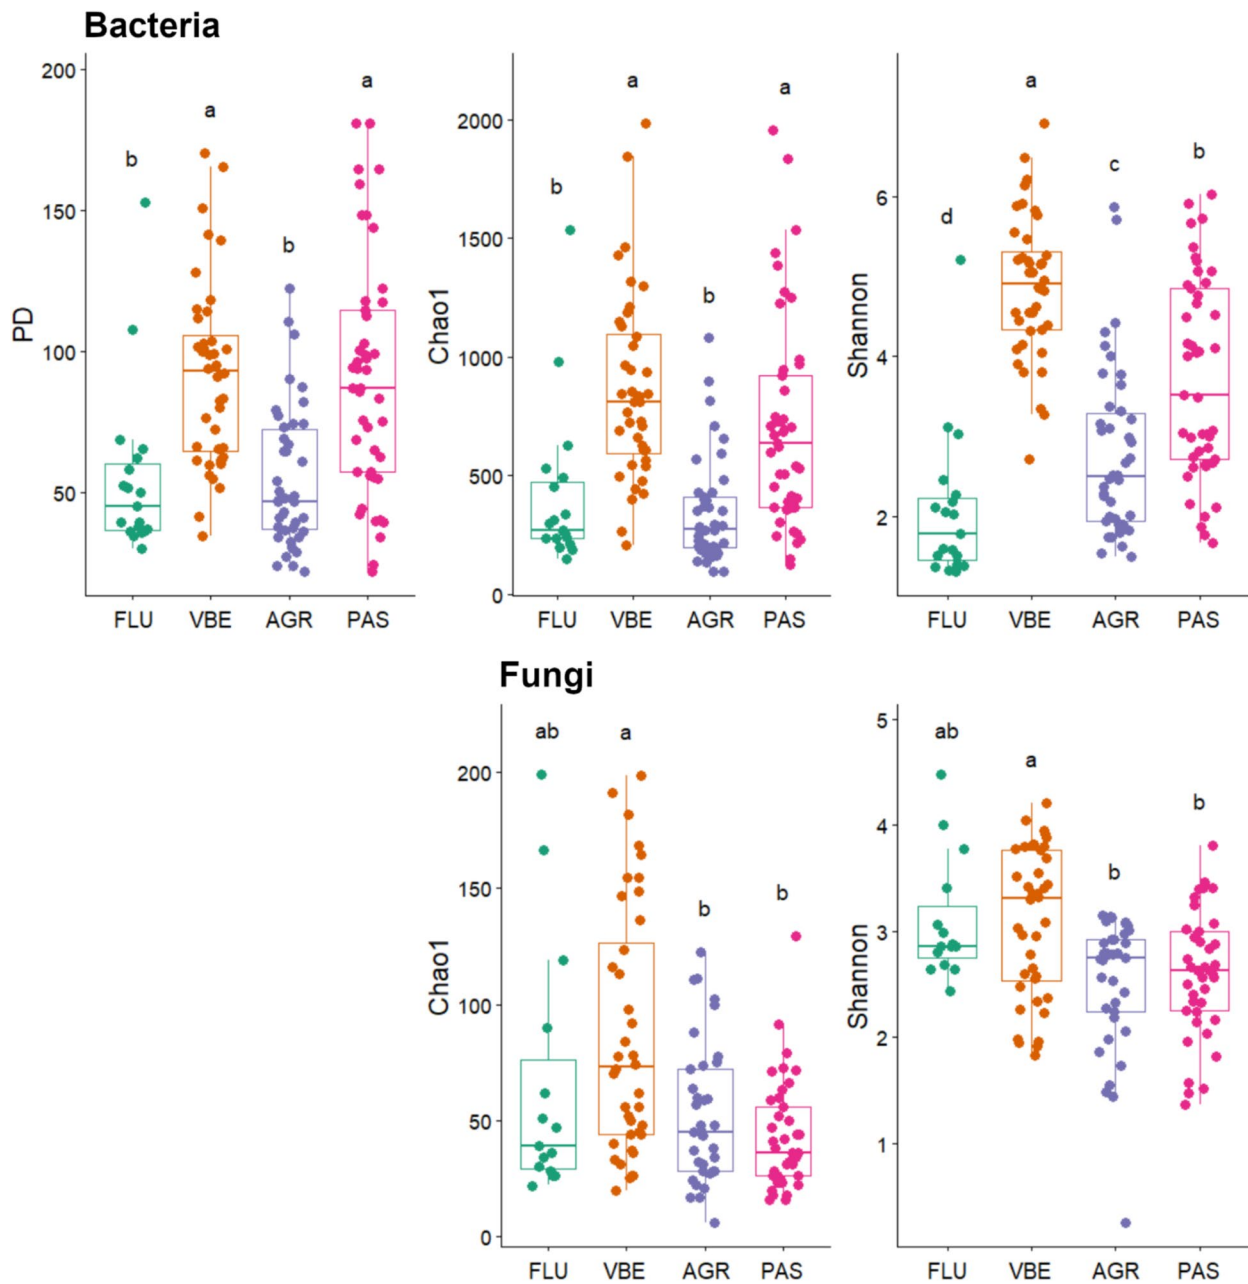 Bacteria
PD
200
150
100
50
b
a
b
a
FLU VBE AGR PAS
Chao1
2000
1500
1000
500
0
b
a
b
a
FLU VBE AGR PAS
Shannon
6
4
2
d
a
c
b
FLU VBE AGR PAS
Fungi
Chao1
200
150
100
50
0
ab
a
b
b
FLU VBE AGR PAS
Shannon
5
4
3
2
1
ab
a
b
b
FLU VBE AGR PAS